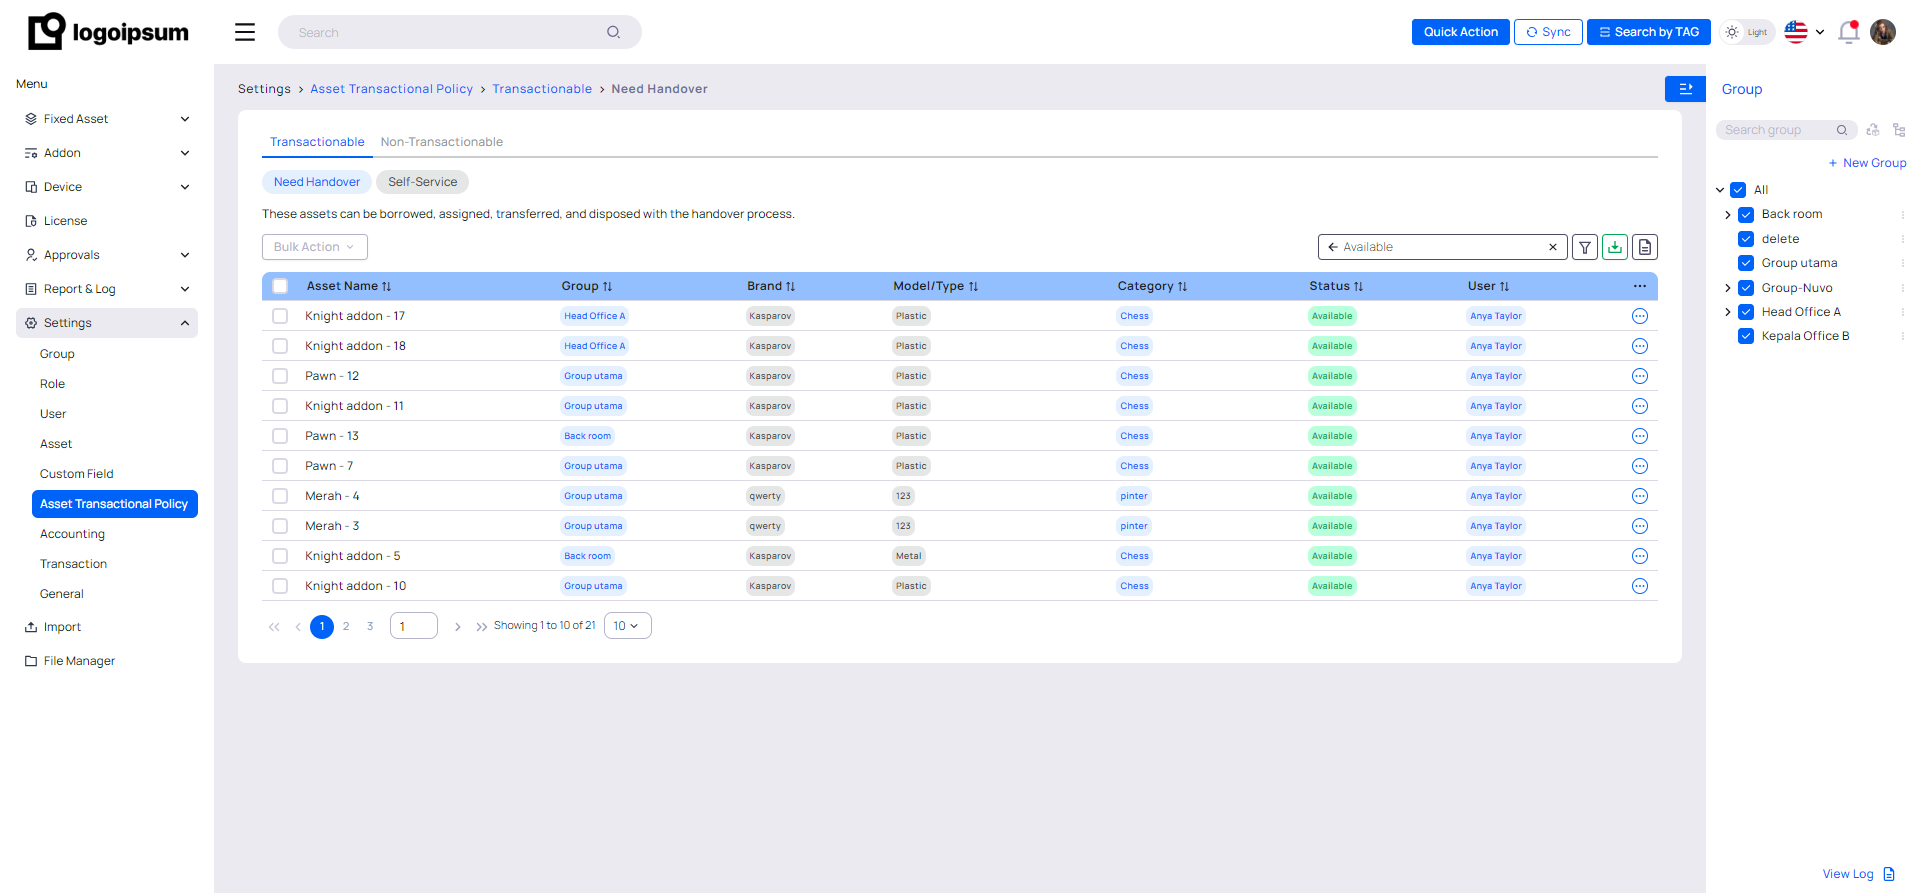 logoipsum
Search
Quick Action
Sync
Search by TAG
Light
Menu
Fixed Asset
Addon
Device
License
Approvals
Report & Log
Settings
Group
Role
User
Asset
Custom Field
Asset Transactional Policy
Accounting
Transaction
General
Import
File Manager
Settings > Asset Transactional Policy > Transactionable > Need Handover
Transactionable Non-Transactionable
Need Handover Self-Service
These assets can be borrowed, assigned, transferred, and disposed with the handover process.
Bulk Action
Available
Asset Name Group Brand Model/Type Category Status User
Knight addon - 17 Head Office A Kasparov Plastic Chess Available Anya Taylor
Knight addon - 18 Head Office A Kasparov Plastic Chess Available Anya Taylor
Pawn - 12 Group utama Kasparov Plastic Chess Available Anya Taylor
Knight addon - 11 Group utama Kasparov Plastic Chess Available Anya Taylor
Pawn - 13 Back room Kasparov Plastic Chess Available Anya Taylor
Pawn - 7 Group utama Kasparov Plastic Chess Available Anya Taylor
Merah - 4 Group utama qwerty 123 pinter Available Anya Taylor
Merah - 3 Group utama qwerty 123 pinter Available Anya Taylor
Knight addon - 5 Back room Kasparov Metal Chess Available Anya Taylor
Knight addon - 10 Group utama Kasparov Plastic Chess Available Anya Taylor
1 2 3 1 Showing 1 to 10 of 21 10
Group
Search group
+ New Group
All
Back room
delete
Group utama
Group-Nuvo
Head Office A
Kepala Office B
View Log